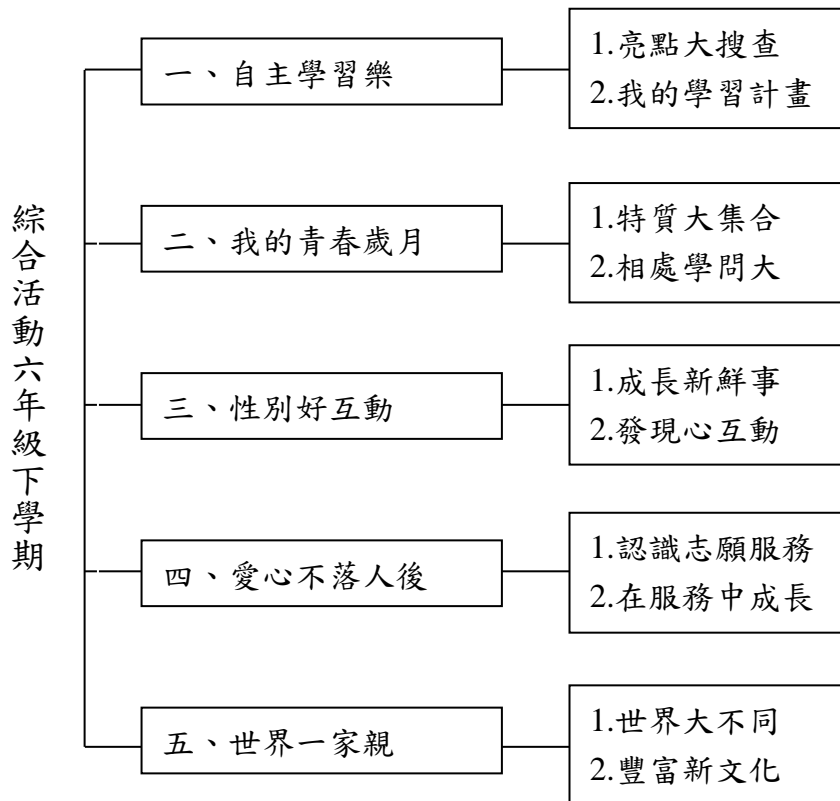 綜合活動六年級下學期
一、自主學習樂
1.亮點大搜查
2.我的學習計畫
二、我的青春歲月
1.特質大集合
2.相處學問大
三、性別好互動
1.成長新鮮事
2.發現心互動
四、愛心不落人後
1.認識志願服務
2.在服務中成長
五、世界一家親
1.世界大不同
2.豐富新文化